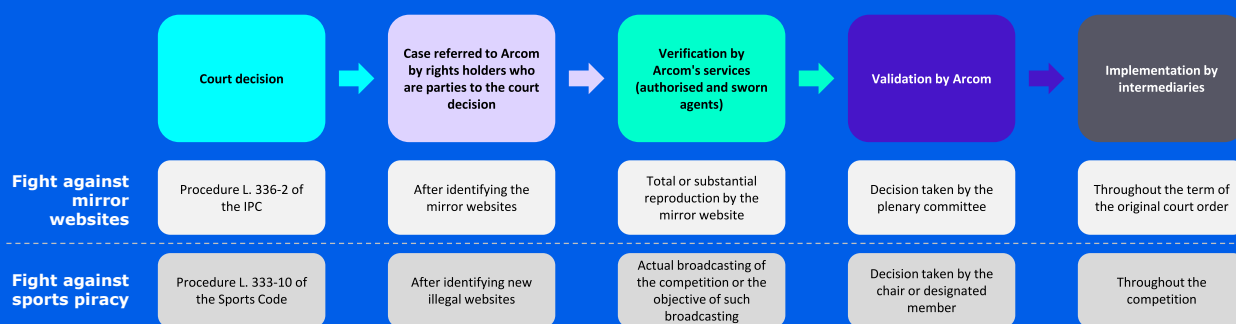 Court decision
Case referred to Arcom
by rights holders who
are parties to the court
decision
Verification by
Arcom's services
(authorised and sworn
agents)
Validation by Arcom
Implementation by
intermediaries
Fight against
mirror
websites
Procedure L. 336-2 of
the IPC
After identifying the
mirror websites
Total or substantial
reproduction by the
mirror website
Decision taken by the
plenary committee
Throughout the term of
the original court order
Fight against
sports piracy
Procedure L. 333-10 of
the Sports Code
After identifying new
illegal websites
Actual broadcasting of
the competition or the
objective of such
broadcasting
Decision taken by the
chair or designated
member
Throughout the
competition